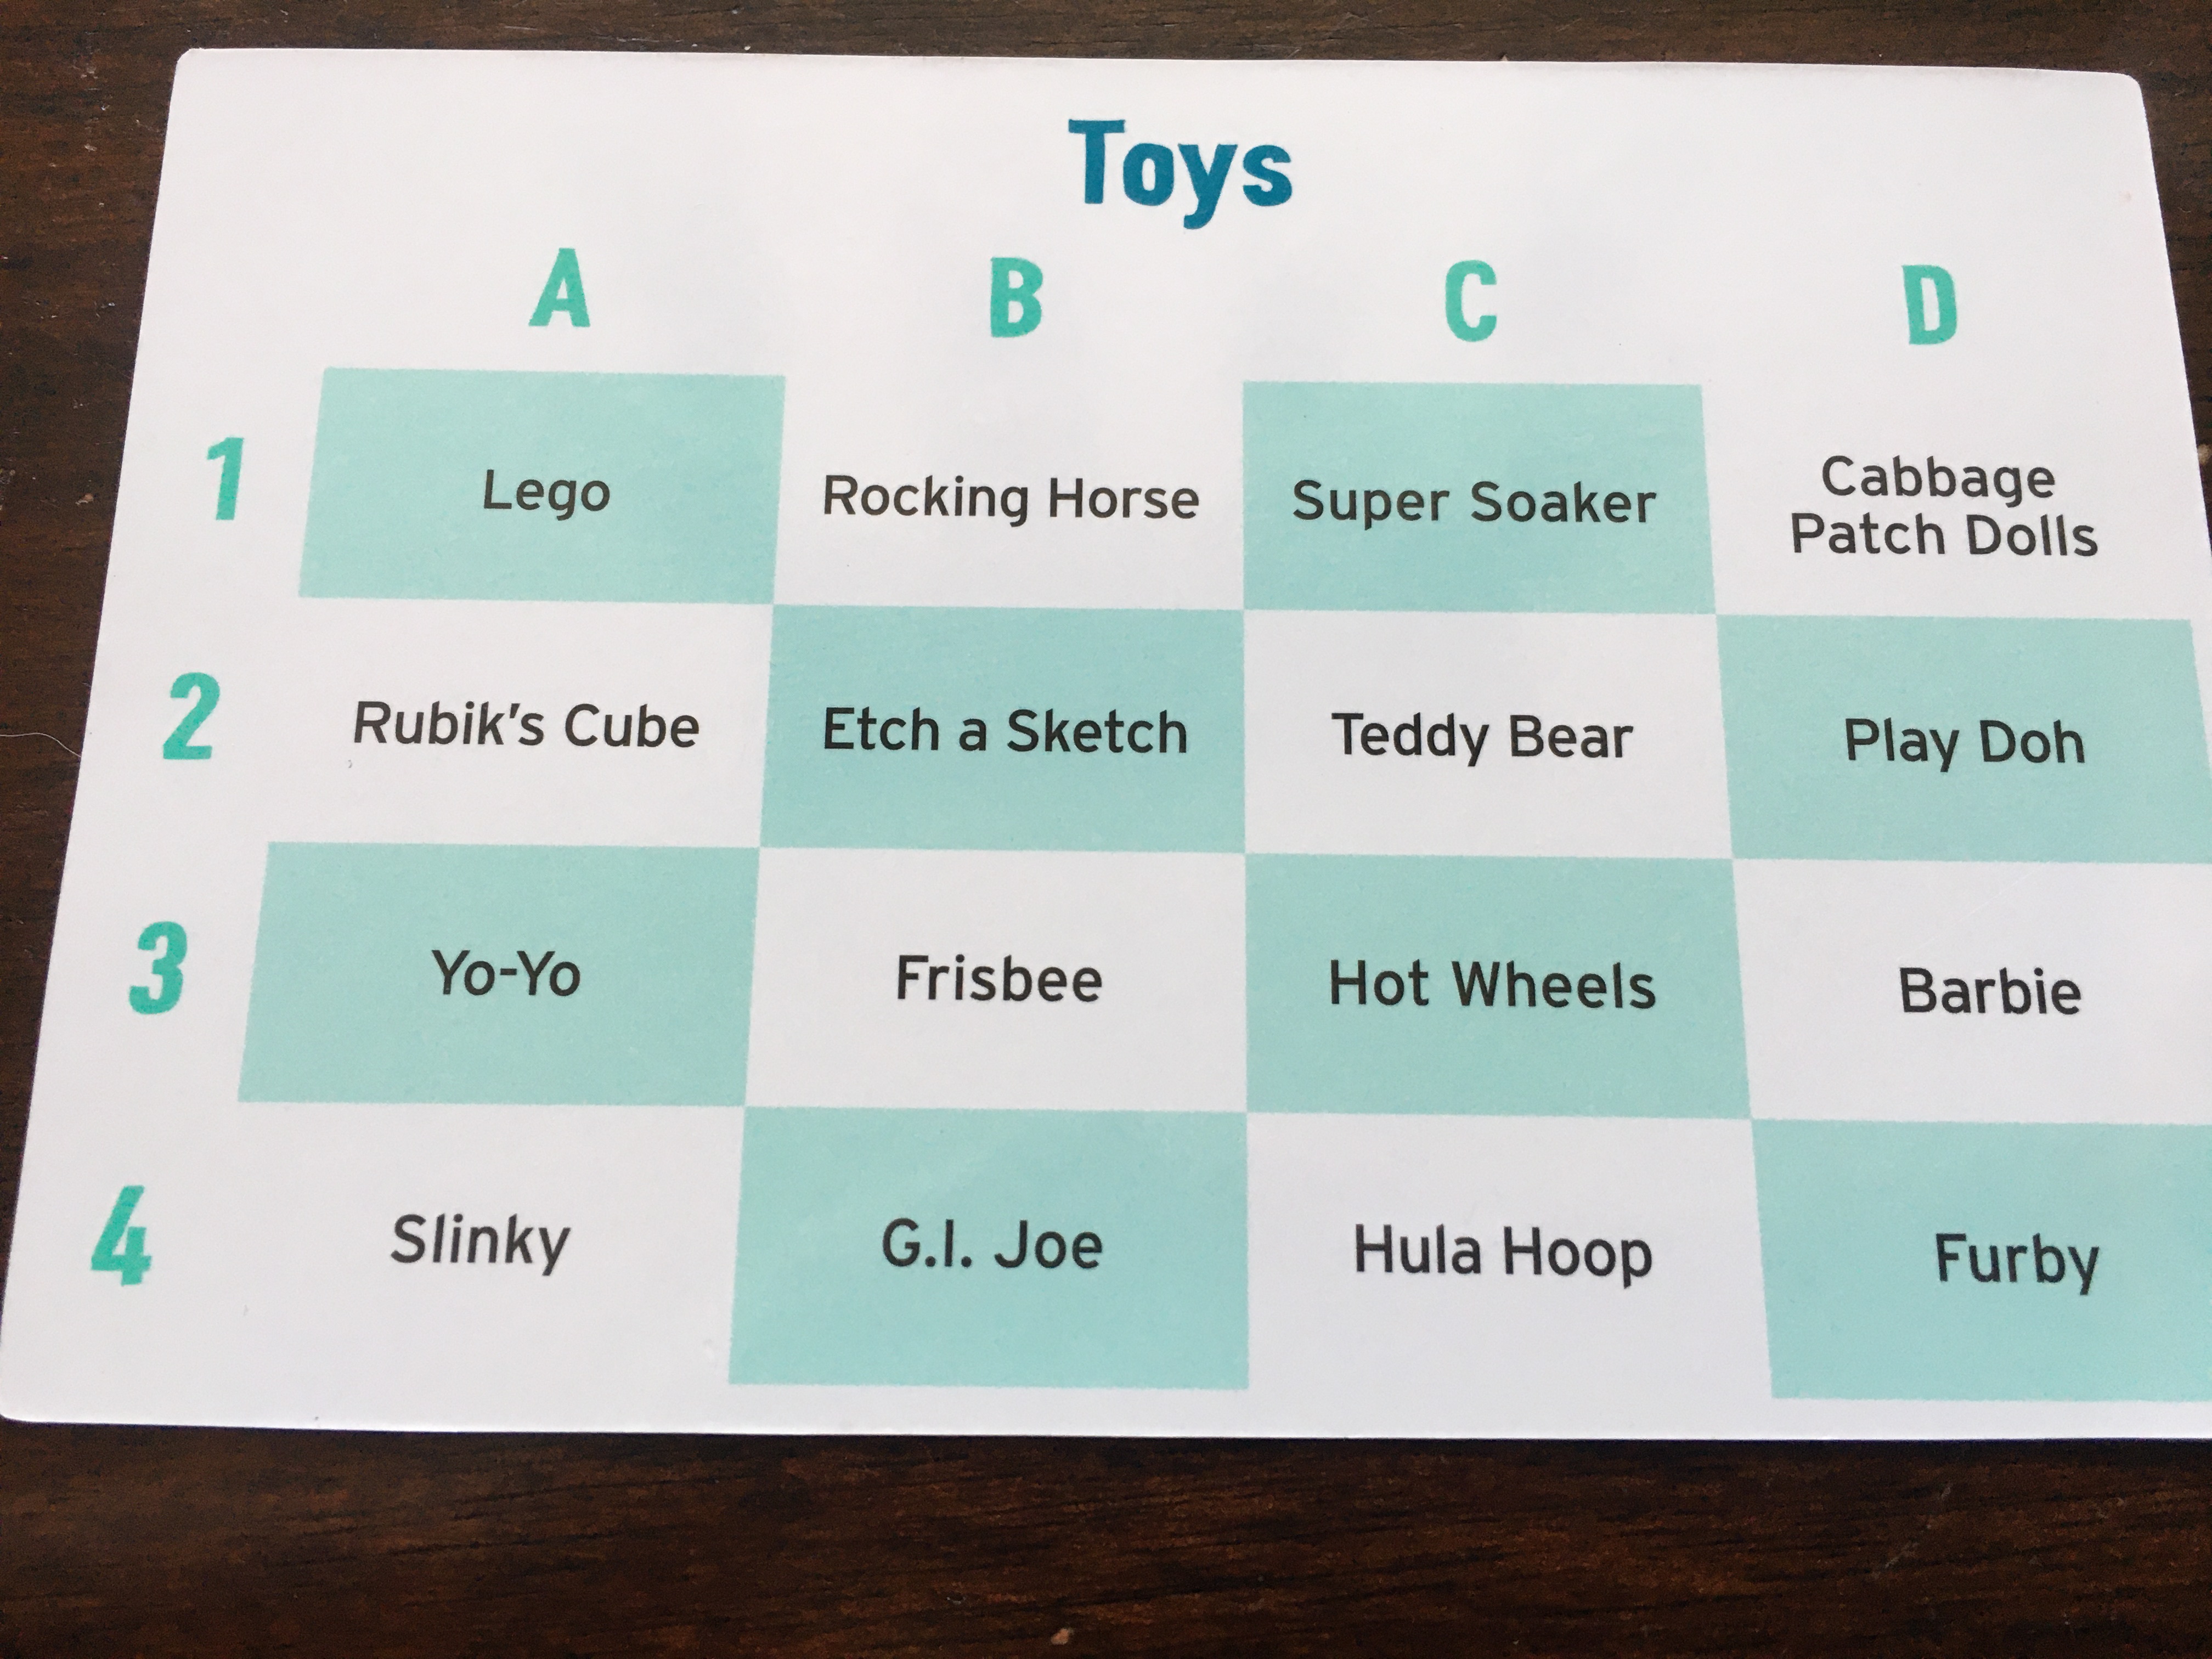 Toys
A B C D
1 Lego Rocking Horse Super Soaker Cabbage Patch Dolls
2 Rubik's Cube Etch a Sketch Teddy Bear Play Doh
3 Yo-Yo Frisbee Hot Wheels Barbie
4 Slinky G.I. Joe Hula Hoop Furby